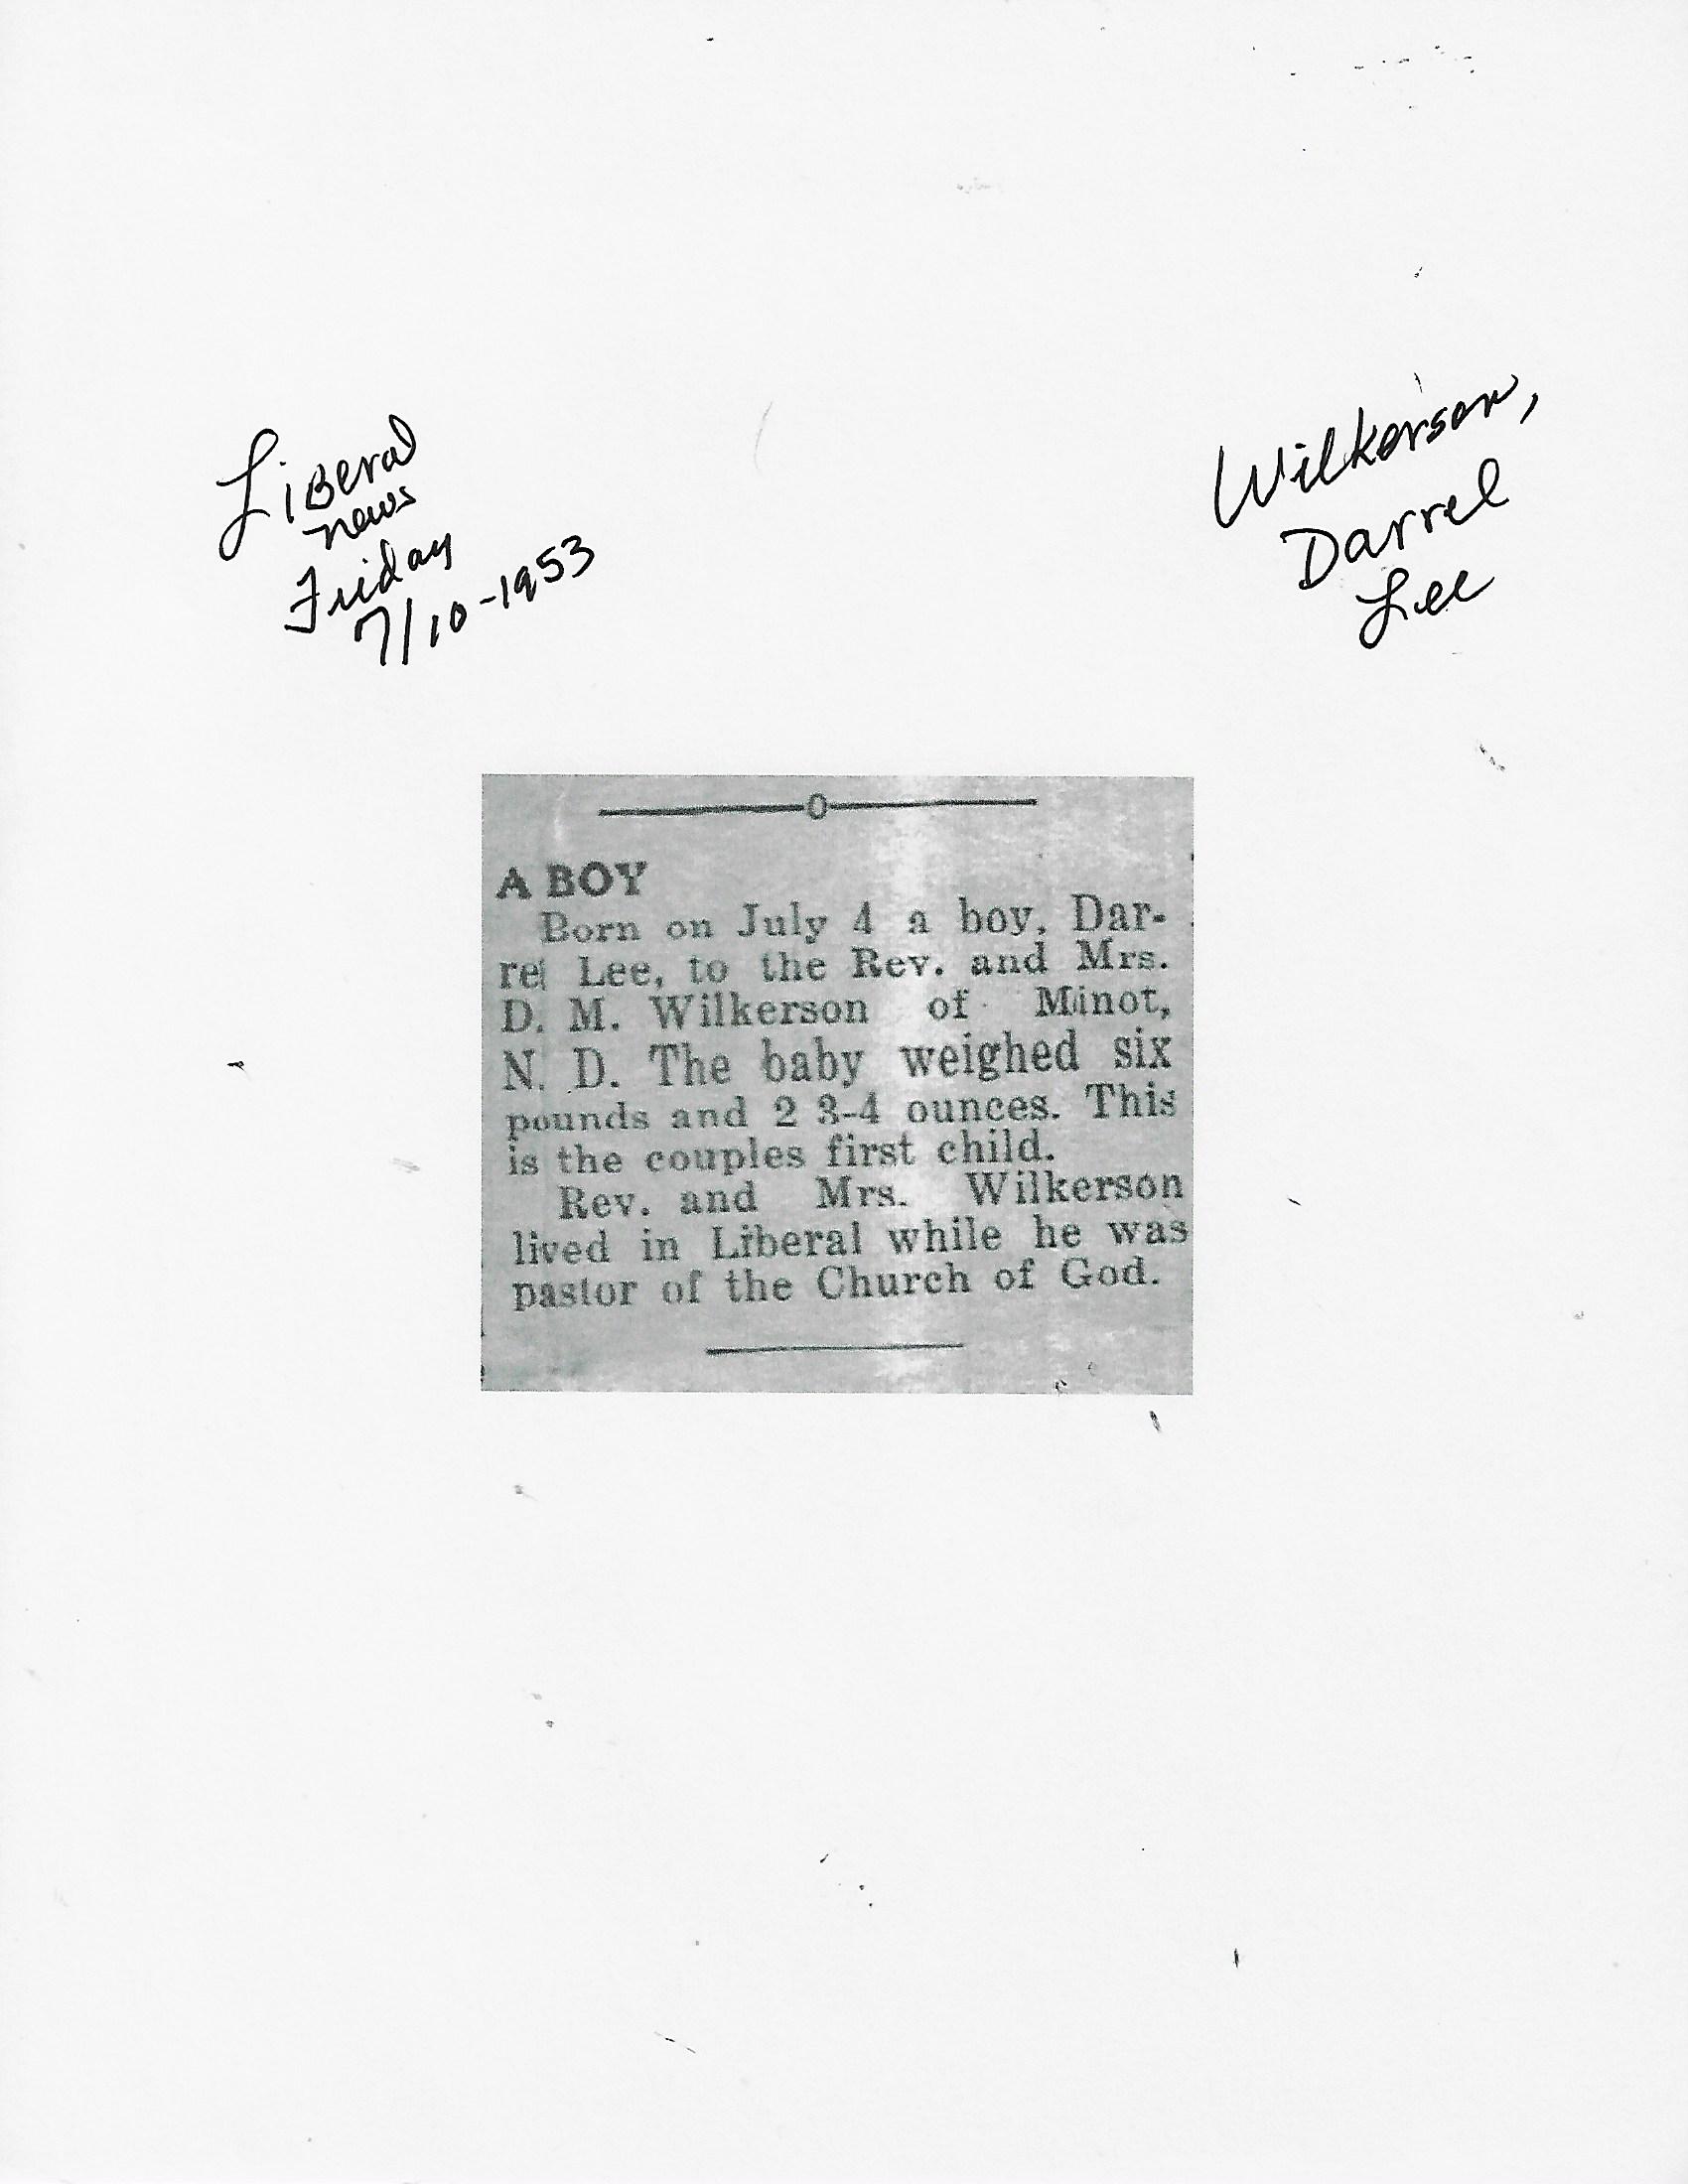 Liberal
news
Friday
7/10-1953
Wilkerson,
Darrel
Lee
A BOY
Born on July 4 a boy, Dar-
rel Lee, to the Rev. and Mrs.
D. M. Wilkerson of Minot,
N. D. The baby weighed six
pounds and 2 3-4 ounces. This
is the couples first child.
Rev. and Mrs. Wilkerson
lived in Liberal while he was
pastor of the Church of God.